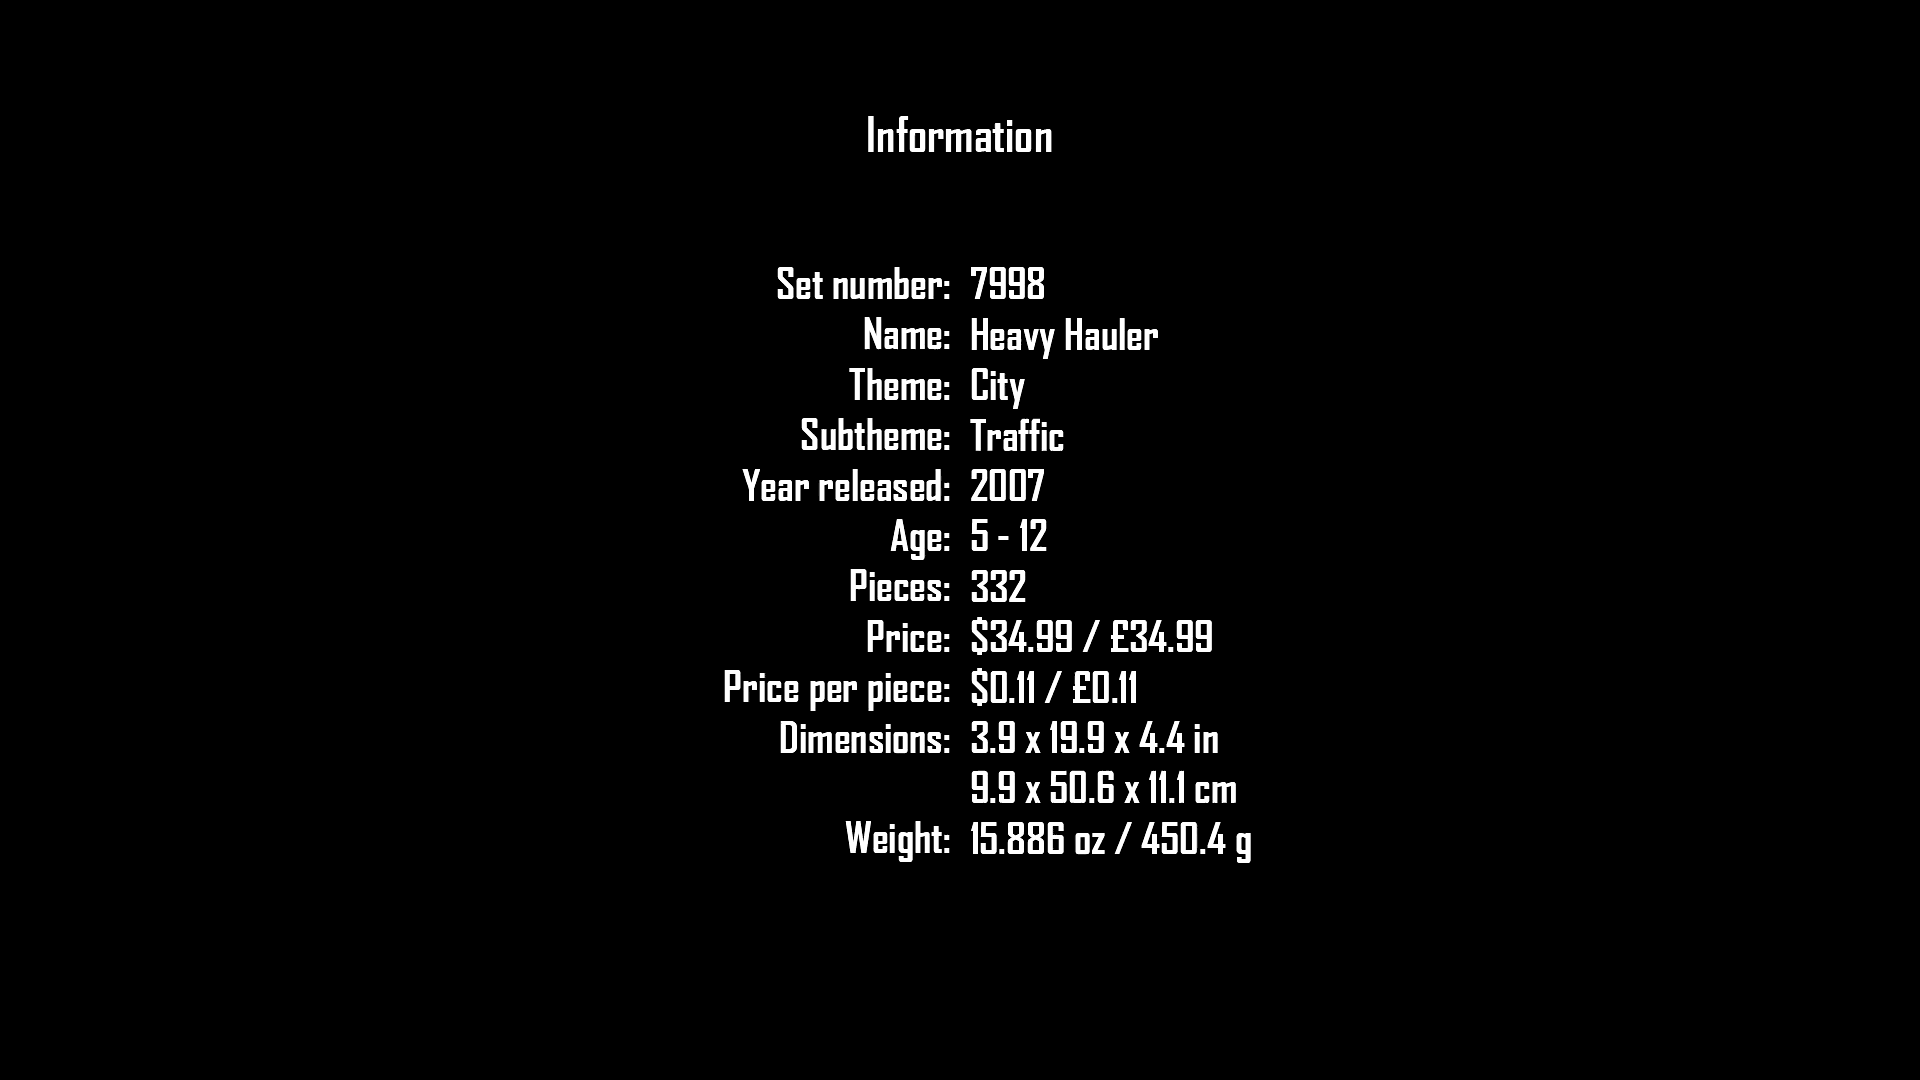 Information
Set number: 7998
Name: Heavy Hauler
Theme: City
Subtheme: Traffic
Year released: 2007
Age: 5 - 12
Pieces: 332
Price: $34.99 / £34.99
Price per piece: $0.11 / £0.11
Dimensions: 3.9 x 19.9 x 4.4 in
9.9 x 50.6 x 11.1 cm
Weight: 15.886 oz / 450.4 g